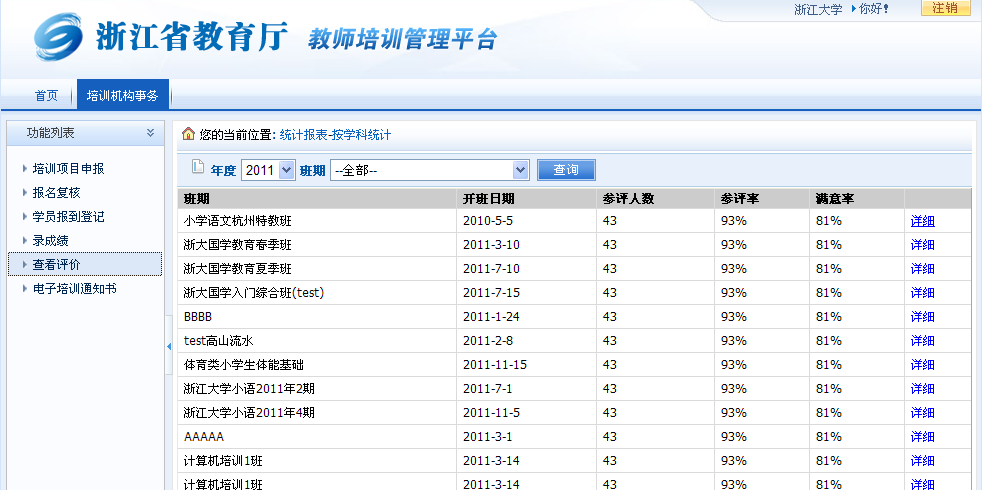 浙江大学 你好! 注销
浙江省教育厅 教师培训管理平台
首页 培训机构事务
功能列表
培训项目申报
报名复核
学员报到登记
录成绩
查看评价
电子培训通知书
您的当前位置: 统计报表-按学科统计
年度 2011 班期 --全部-- 查询
班期 开班日期 参评人数 参评率 满意率
小学语文杭州特教班 2010-5-5 43 93% 81% 详细
浙大国学教育春季班 2011-3-10 43 93% 81% 详细
浙大国学教育夏季班 2011-7-10 43 93% 81% 详细
浙大国学入门综合班(test) 2011-7-15 43 93% 81% 详细
BBBB 2011-1-24 43 93% 81% 详细
test高山流水 2011-2-8 43 93% 81% 详细
体育类小学生体能基础 2011-11-15 43 93% 81% 详细
浙江大学小语2011年2期 2011-7-1 43 93% 81% 详细
浙江大学小语2011年4期 2011-11-5 43 93% 81% 详细
AAAAA 2011-3-1 43 93% 81% 详细
计算机培训1班 2011-3-14 43 93% 81% 详细
计算机培训1班 2011-3-14 43 93% 81% 详细